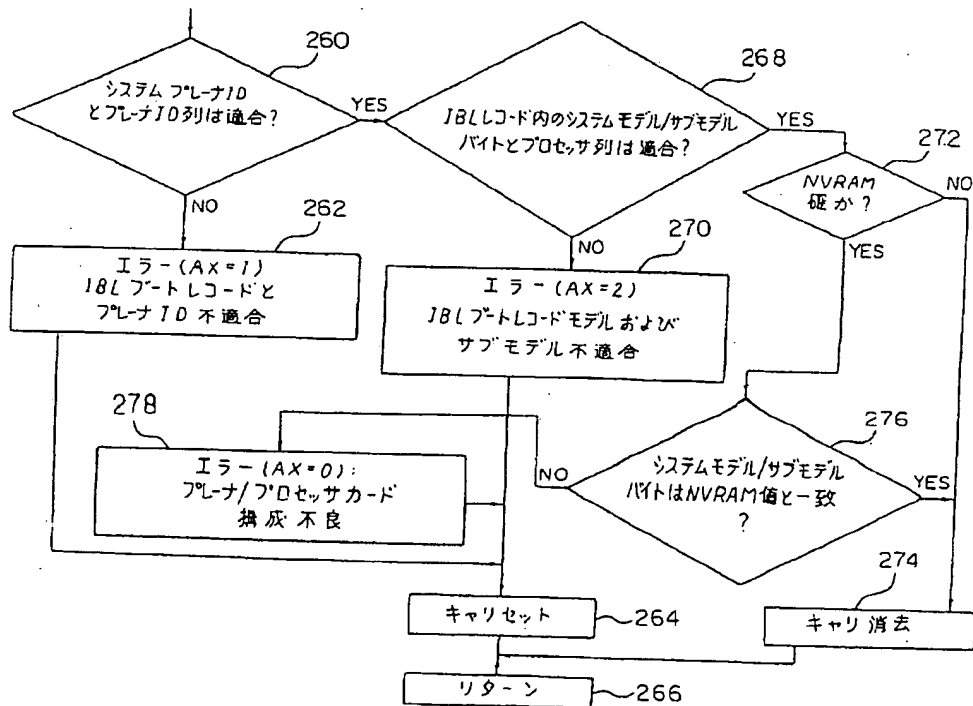 260
システム プレーナID
とプレーナID列は適合?
YES
NO
268
IBLレコード内のシステムモデル/サブモデル
バイトとプロセッサ列は適合?
YES
NO
272
NVRAM
確か?
NO
YES
262
エラー(AX=1)
IBLブートレコードと
プレーナID不適合
270
エラー(AX=2)
IBLブートレコードモデルおよび
サブモデル不適合
278
エラー(AX=0):
プレーナ/プロセッサカード
構成不良
276
システムモデル/サブモデル
バイトはNVRAM値と一致
?
NO
YES
キャリセット
264
274
キャリ消去
リターン
266